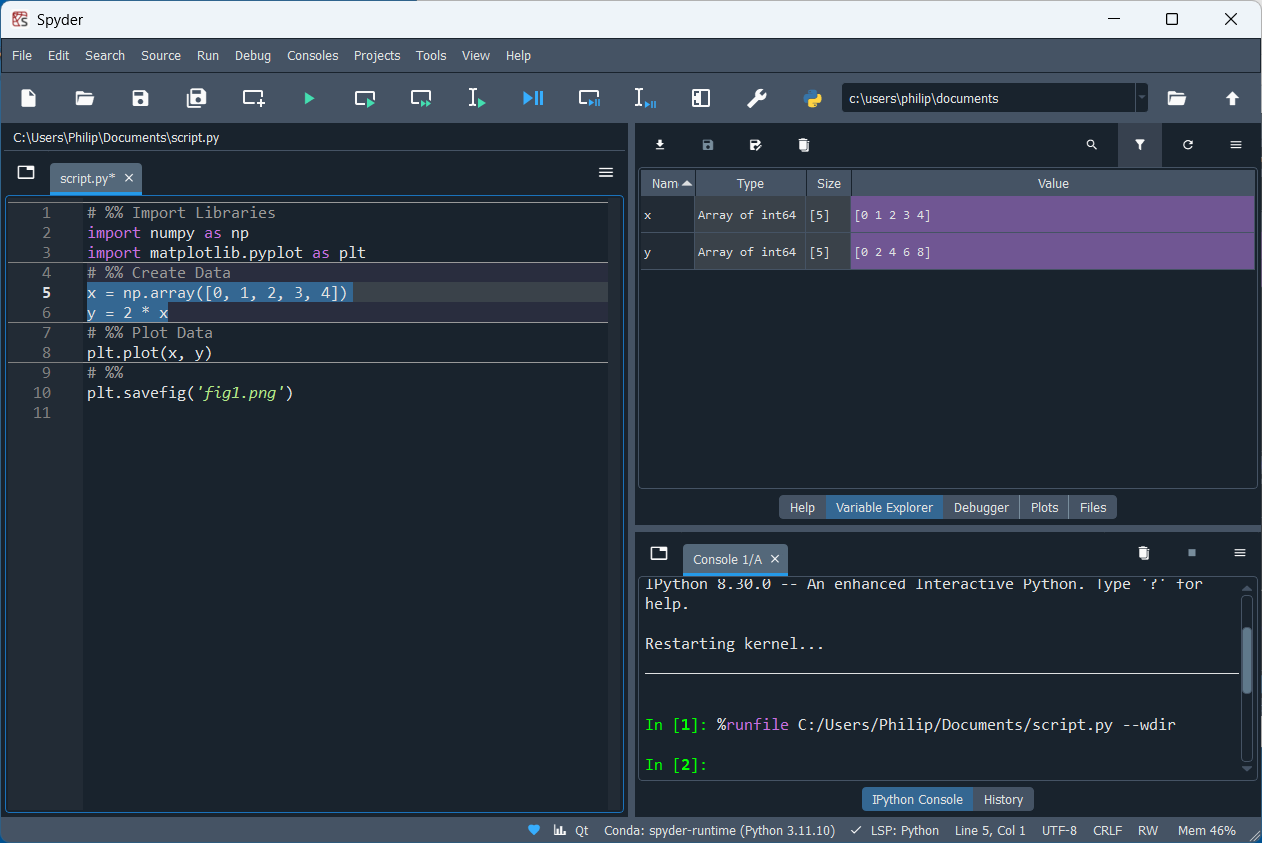 Spyder
File Edit Search Source Run Debug Consoles Projects Tools View Help
c:\users\philip\documents
C:\Users\Philip\Documents\script.py
script.py*
1 # %% Import Libraries
2 import numpy as np
3 import matplotlib.pyplot as plt
4 # %% Create Data
5 x = np.array([0, 1, 2, 3, 4])
6 y = 2 * x
7 # %% Plot Data
8 plt.plot(x, y)
9 # %%
10 plt.savefig('fig1.png')
11
Nam Type Size Value
x Array of int64 [5] [0 1 2 3 4]
y Array of int64 [5] [0 2 4 6 8]
Help Variable Explorer Debugger Plots Files
Console 1/A
IPython 8.30.0 -- An enhanced Interactive Python. Type '?' for
help.
Restarting kernel...
In [1]: %runfile C:/Users/Philip/Documents/script.py --wdir
In [2]:
IPython Console History
Qt Conda: spyder-runtime (Python 3.11.10) LSP: Python Line 5, Col 1 UTF-8 CRLF RW Mem 46%